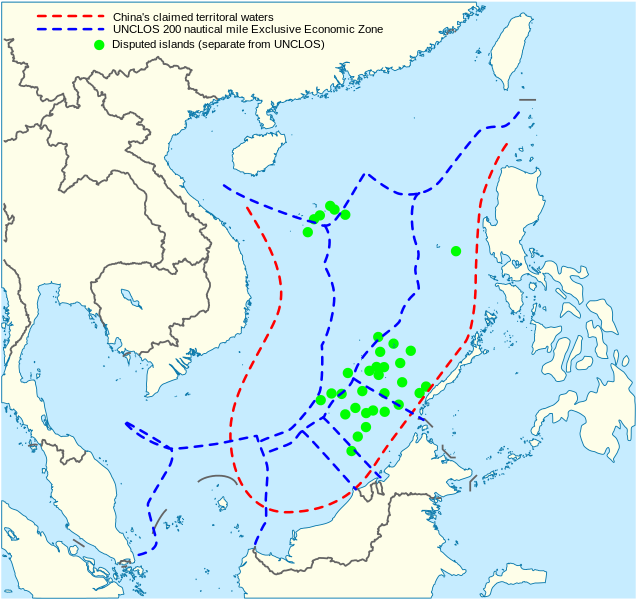 China's claimed territoral waters
UNCLOS 200 nautical mile Exclusive Economic Zone
Disputed islands (separate from UNCLOS)